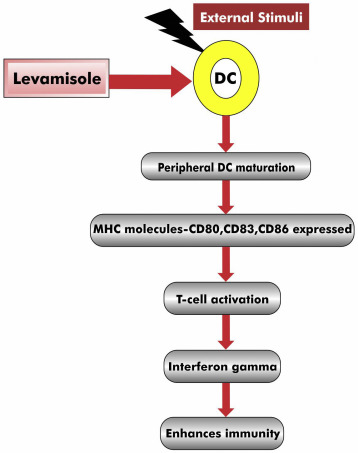 External Stimuli
Levamisole
DC
Peripheral DC maturation
MHC molecules-CD80,CD83,CD86 expressed
T-cell activation
Interferon gamma
Enhances immunity